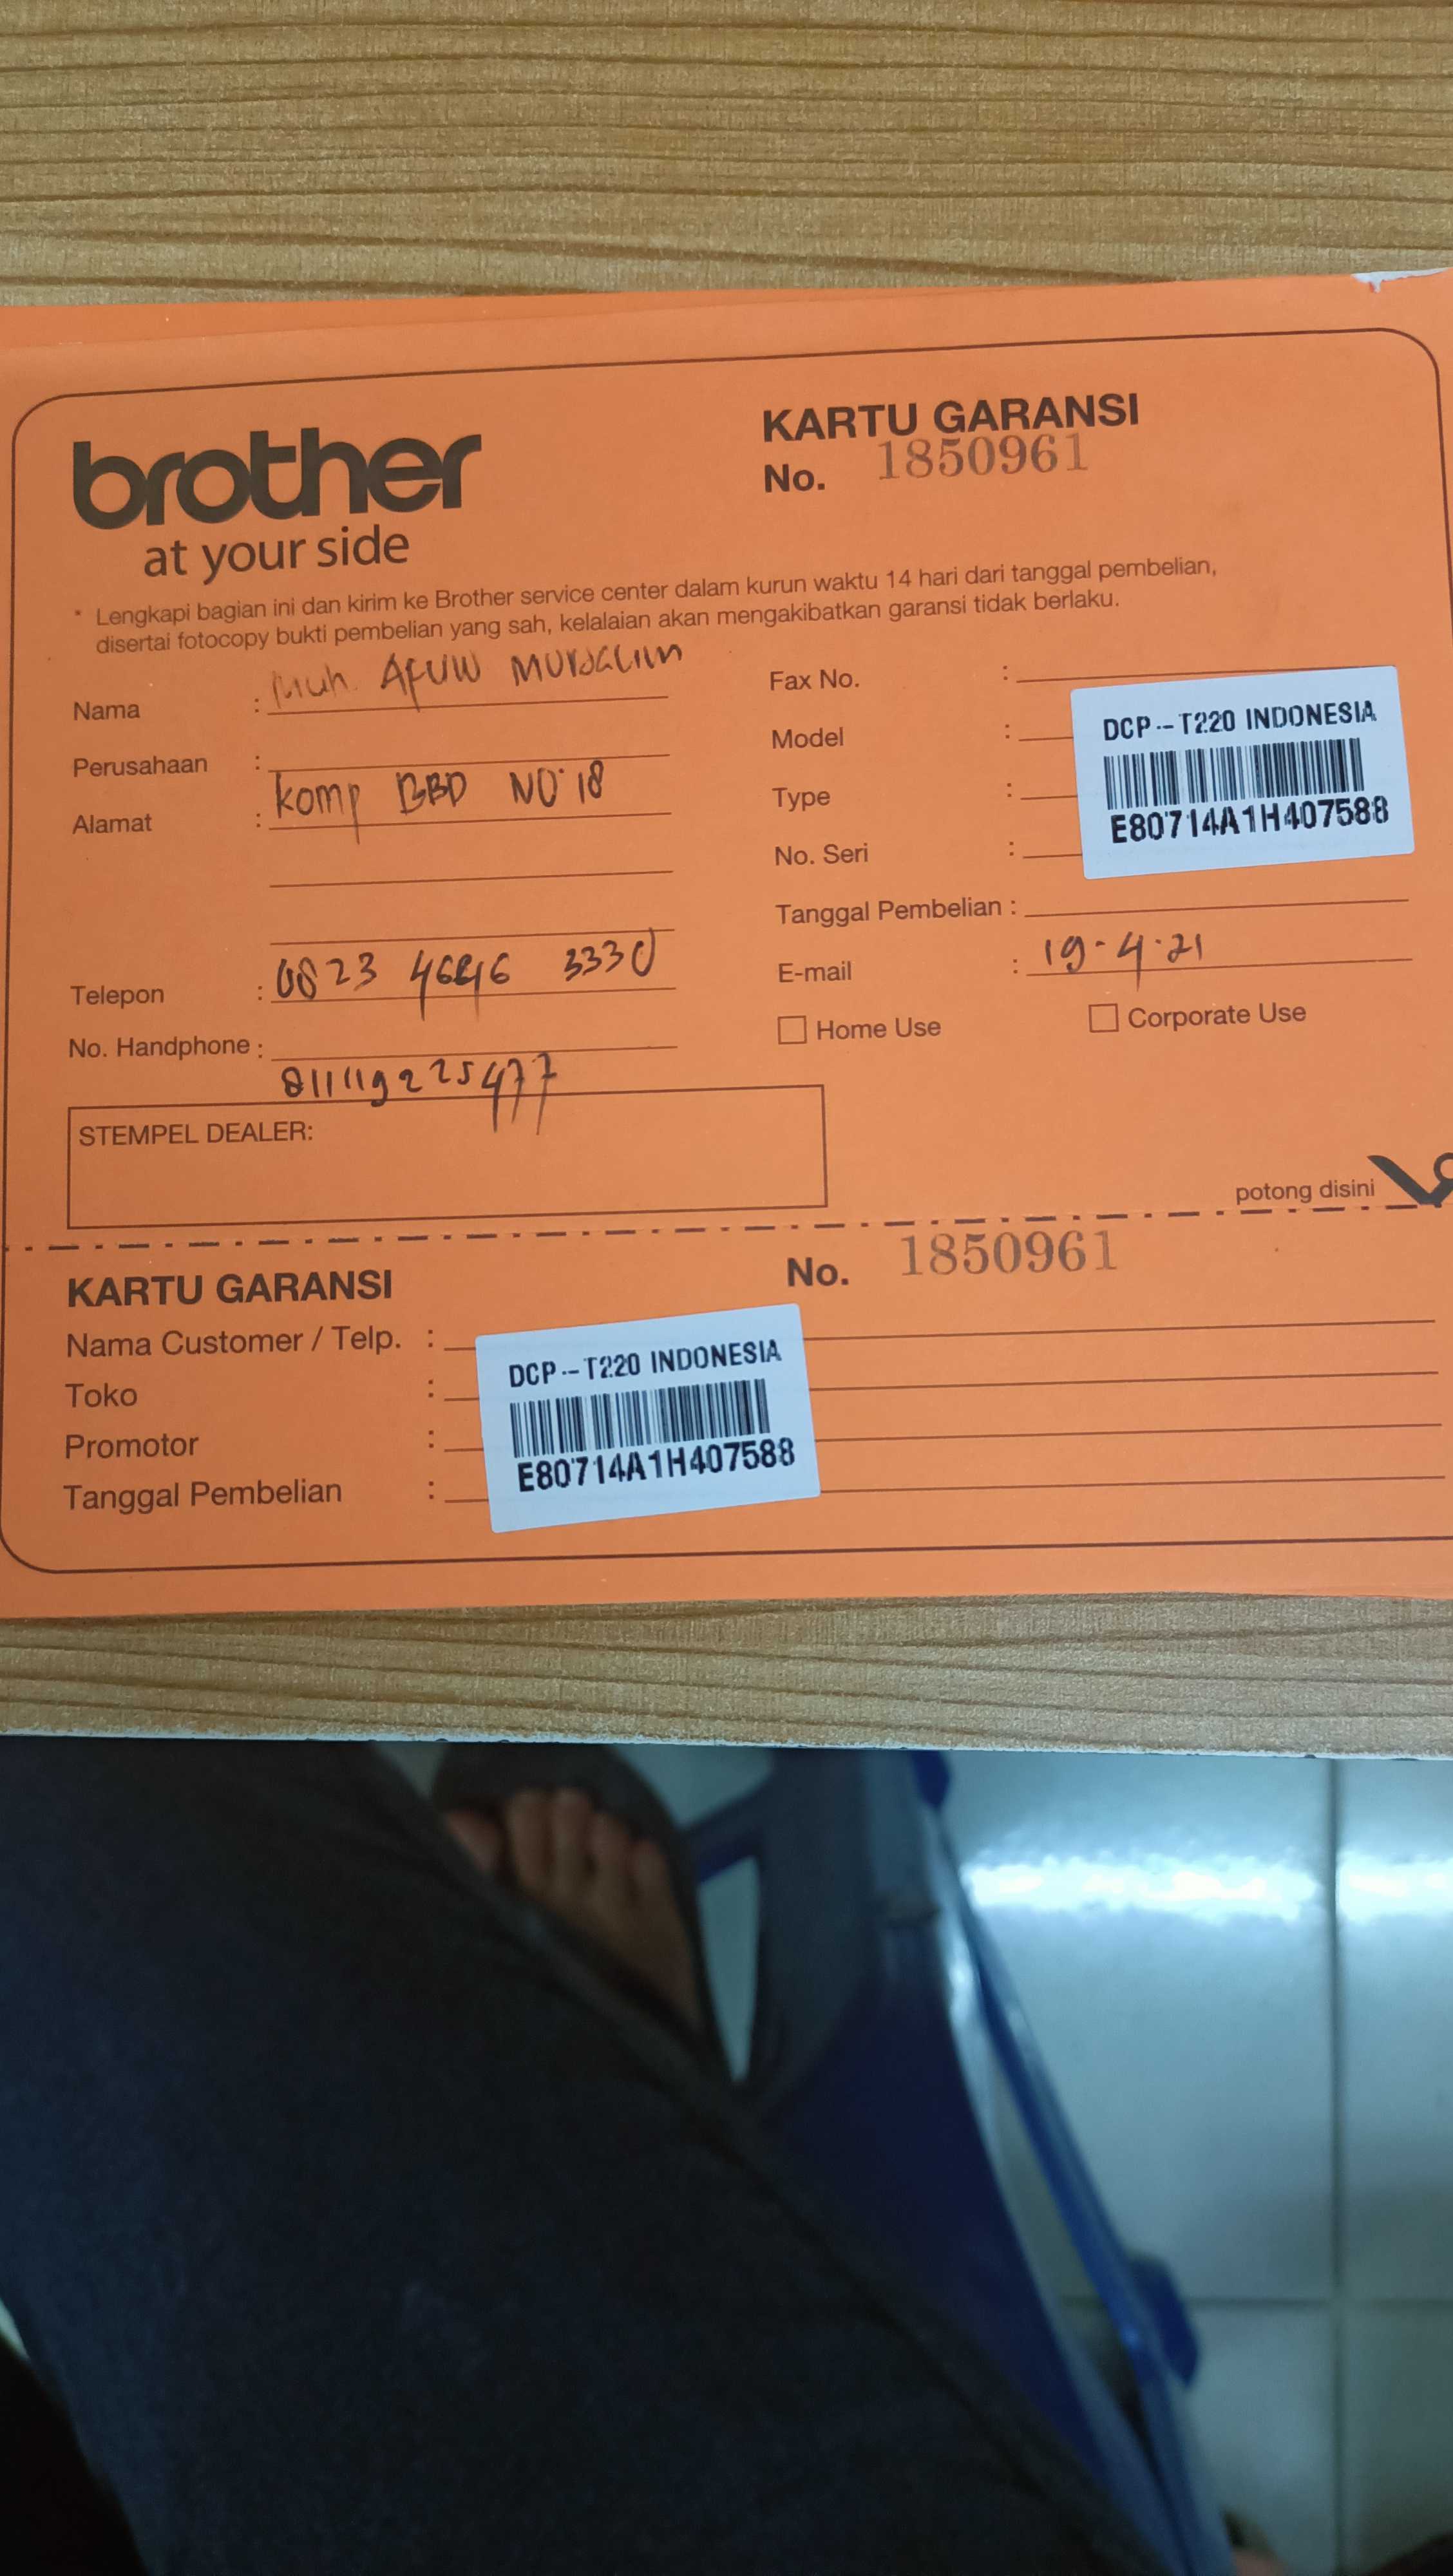 brother
at your side
KARTU GARANSI
No. 1850961
* Lengkapi bagian ini dan kirim ke Brother service center dalam kurun waktu 14 hari dari tanggal pembelian,
disertai fotocopy bukti pembelian yang sah, kelalaian akan mengakibatkan garansi tidak berlaku.
Nama : Muh. AFUW MURSALIM
Perusahaan :
Alamat : Komp BBD NO 18
Telepon : 0823 4646 3330
No. Handphone :
811119225477
Fax No. :
Model :
Type :
No. Seri :
DCP-T220 INDONESIA
E80714A1H407588
Tanggal Pembelian :
E-mail : 19-4-21
Home Use
Corporate Use
STEMPEL DEALER:
potong disini
KARTU GARANSI
No. 1850961
Nama Customer / Telp. :
Toko :
Promotor :
Tanggal Pembelian :
DCP-T220 INDONESIA
E80714A1H407588